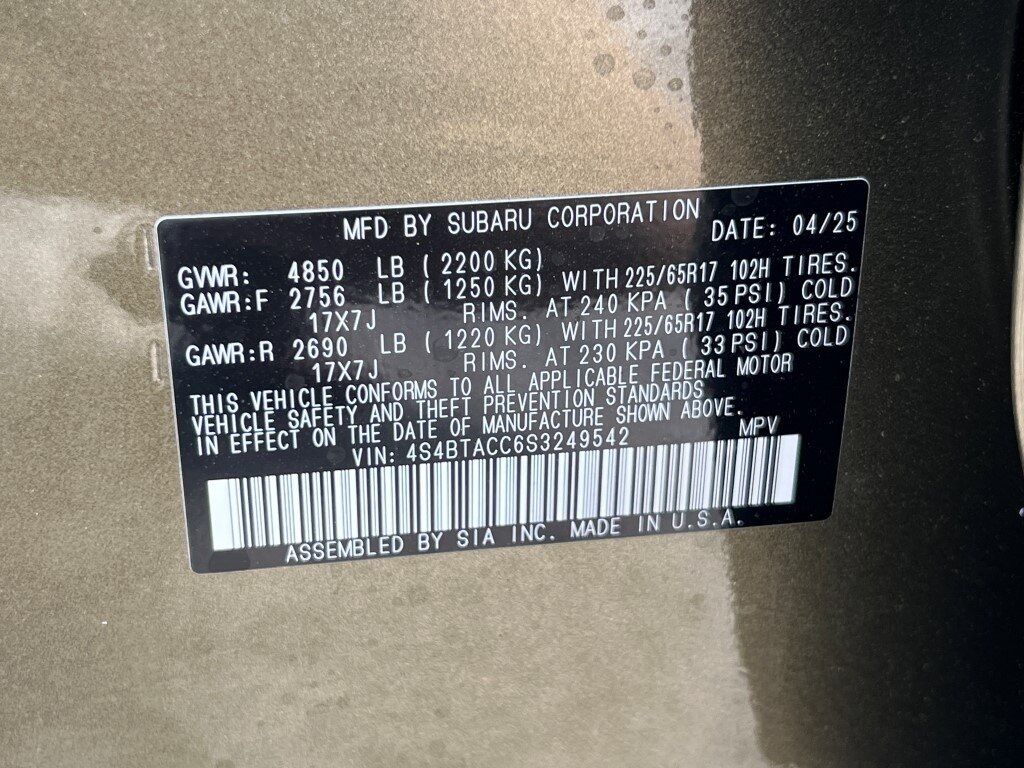 MFD BY SUBARU CORPORATION DATE: 04/25
GVWR: 4850 LB ( 2200 KG)
GAWR:F 2756 LB ( 1250 KG) WITH 225/65R17 102H TIRES.
17X7J RIMS. AT 240 KPA ( 35 PSI) COLD
GAWR:R 2690 LB ( 1220 KG) WITH 225/65R17 102H TIRES.
17X7J RIMS. AT 230 KPA ( 33 PSI) COLD
THIS VEHICLE CONFORMS TO ALL APPLICABLE FEDERAL MOTOR
VEHICLE SAFETY AND THEFT PREVENTION STANDARDS
IN EFFECT ON THE DATE OF MANUFACTURE SHOWN ABOVE.
VIN: 4S4BTACC6S3249542 MPV
ASSEMBLED BY SIA INC. MADE IN U.S.A.